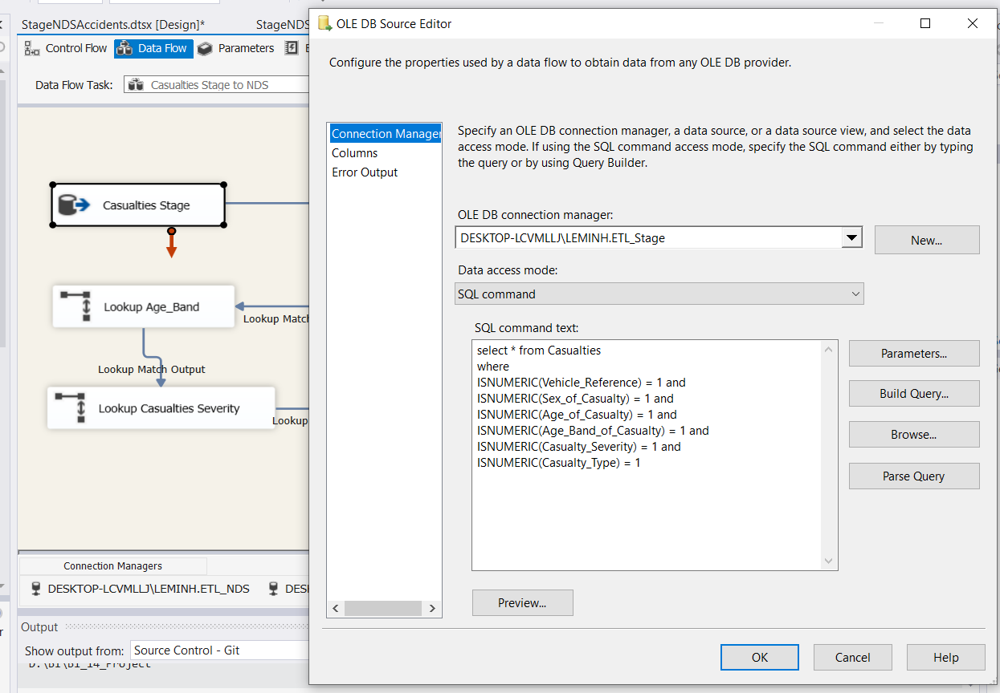 StageNDSAccidents.dtsx [Design]*
StageNDS
Control Flow
Data Flow
Parameters
E
Data Flow Task:
Casualties Stage to NDS
Casualties Stage
Lookup Age_Band
Lookup Match
Lookup Match Output
Lookup Casualties Severity
Lookup
Connection Managers
DESKTOP-LCVMLLJ\LEMINH.ETL_NDS
DESK
Output
Show output from:
Source Control - Git
D:\BI\BI_14_Project
OLE DB Source Editor
Configure the properties used by a data flow to obtain data from any OLE DB provider.
Connection Manager
Columns
Error Output
Specify an OLE DB connection manager, a data source, or a data source view, and select the data
access mode. If using the SQL command access mode, specify the SQL command either by typing
the query or by using Query Builder.
OLE DB connection manager:
DESKTOP-LCVMLLJ\LEMINH.ETL_Stage
New...
Data access mode:
SQL command
SQL command text:
select * from Casualties
where
ISNUMERIC(Vehicle_Reference) = 1 and
ISNUMERIC(Sex_of_Casualty) = 1 and
ISNUMERIC(Age_of_Casualty) = 1 and
ISNUMERIC(Age_Band_of_Casualty) = 1 and
ISNUMERIC(Casualty_Severity) = 1 and
ISNUMERIC(Casualty_Type) = 1
Parameters...
Build Query...
Browse...
Parse Query
Preview...
OK
Cancel
Help